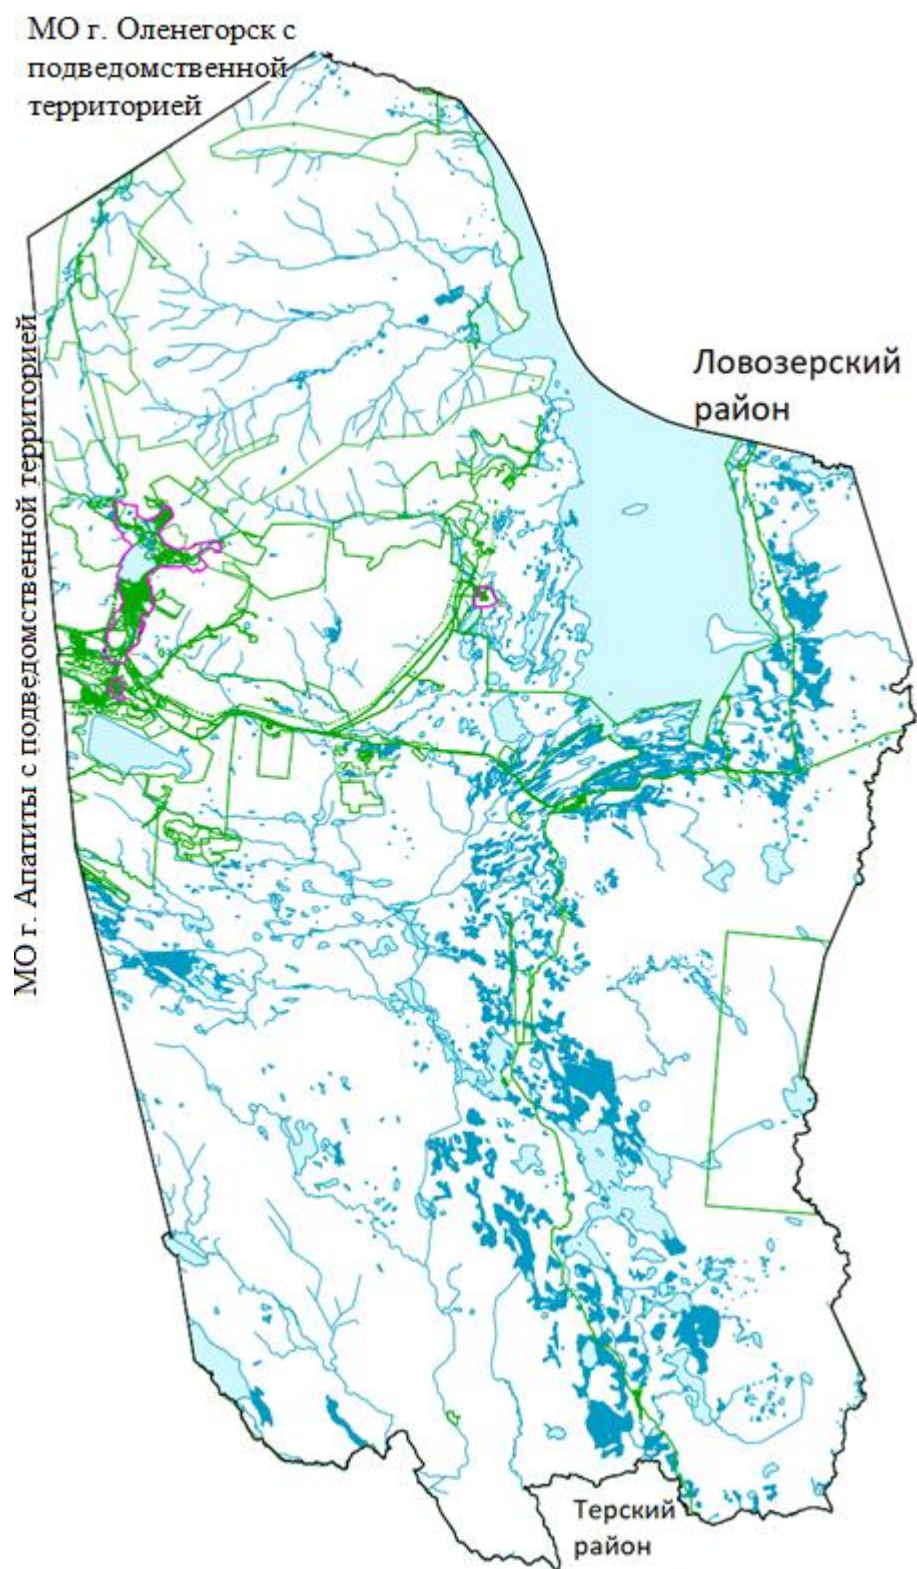 МО г. Оленегорск с
подведомственной
территорией
МО г. Апатиты с подведомственной территорией
Ловозерский
район
Терский
район